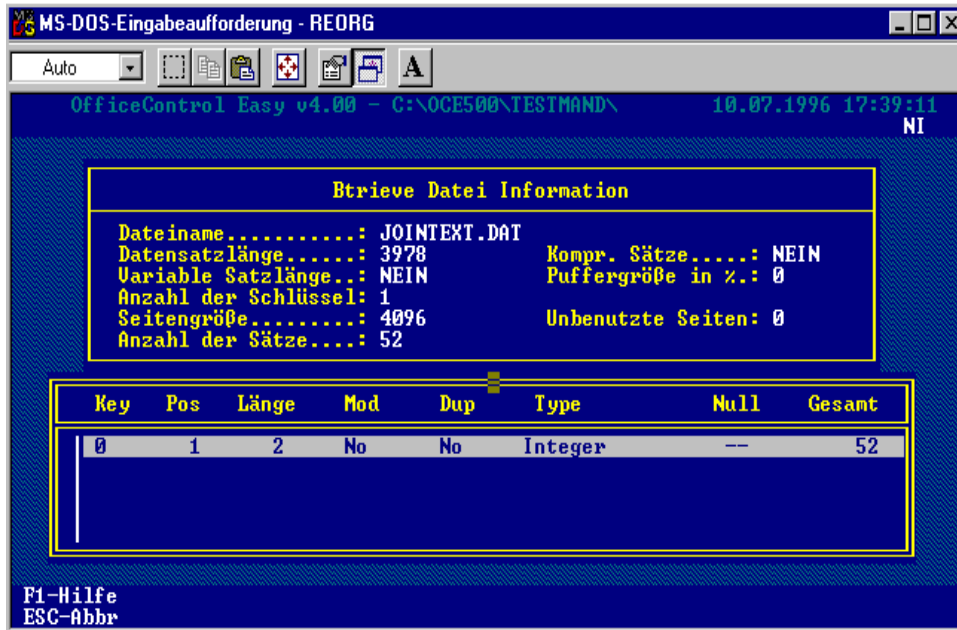 MS-DOS-Eingabeaufforderung - REORG
Auto
A
OfficeControl Easy v4.00 - C:\OCE500\TESTMAND\ 10.07.1996 17:39:11
NI
Btrieve Datei Information
Dateiname...........: JOINTEXT.DAT
Datensatzlänge......: 3978 Kompr. Sätze.....: NEIN
Variable Satzlänge..: NEIN Puffergröße in %.: 0
Anzahl der Schlüssel: 1
Seitengröße.........: 4096 Unbenutzte Seiten: 0
Anzahl der Sätze....: 52
Key Pos Länge Mod Dup Type Null Gesamt
0 1 2 No No Integer -- 52
F1-Hilfe
ESC-Abbr